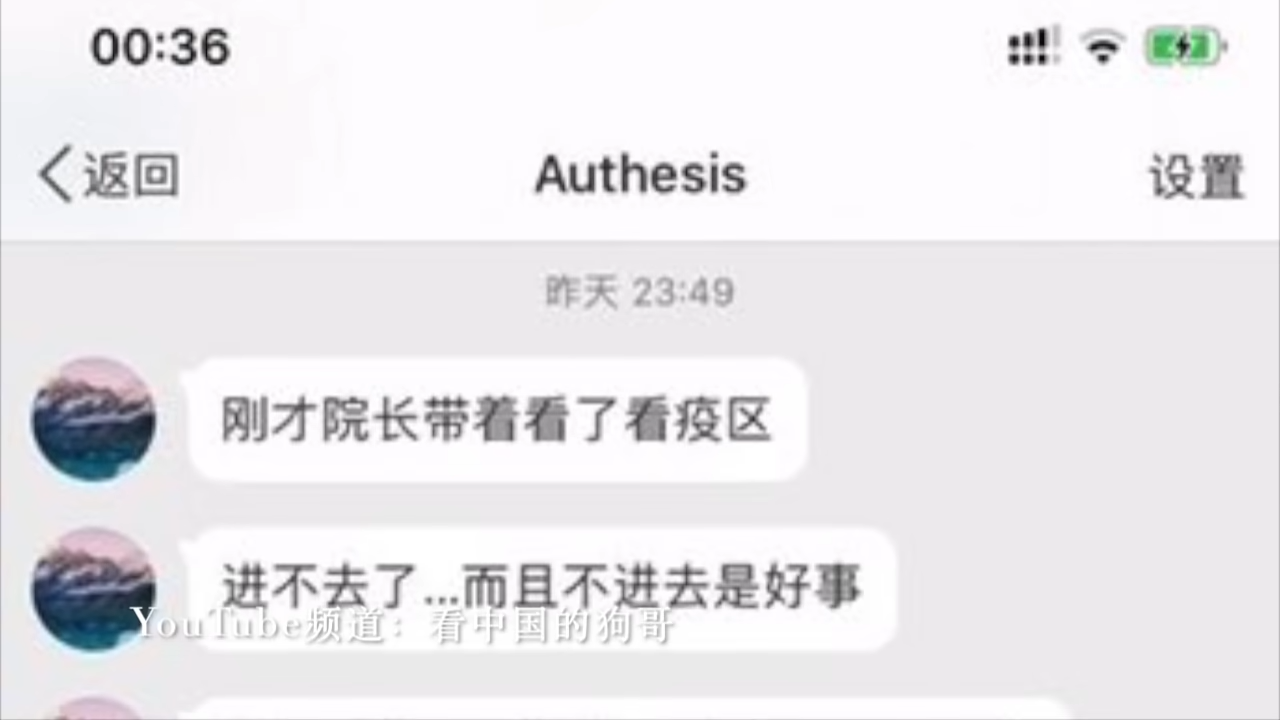 00:36
返回 Authesis 设置
昨天 23:49
刚才院长带着看了看疫区
进不去了...而且不进去是好事
YouTube频道：看中国的狗哥